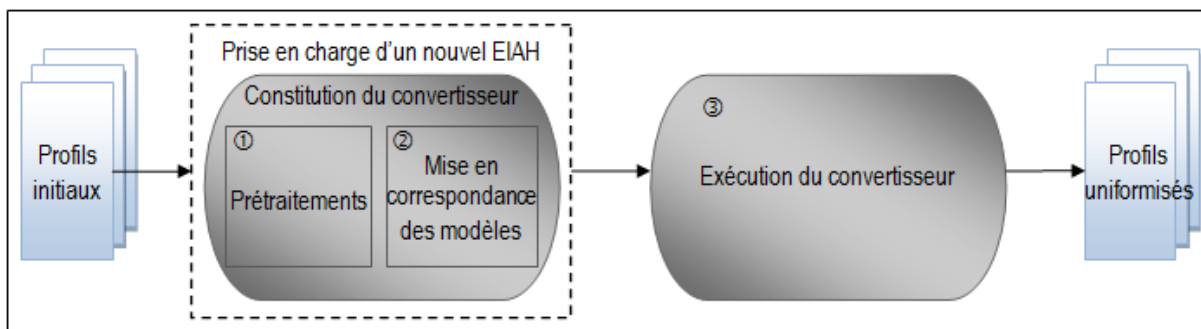 Prise en charge d'un nouvel EIAH
Constitution du convertisseur
Profils
initiaux
①
Prétraitements
②
Mise en
correspondance
des modèles
③
Exécution du convertisseur
Profils
uniformisés